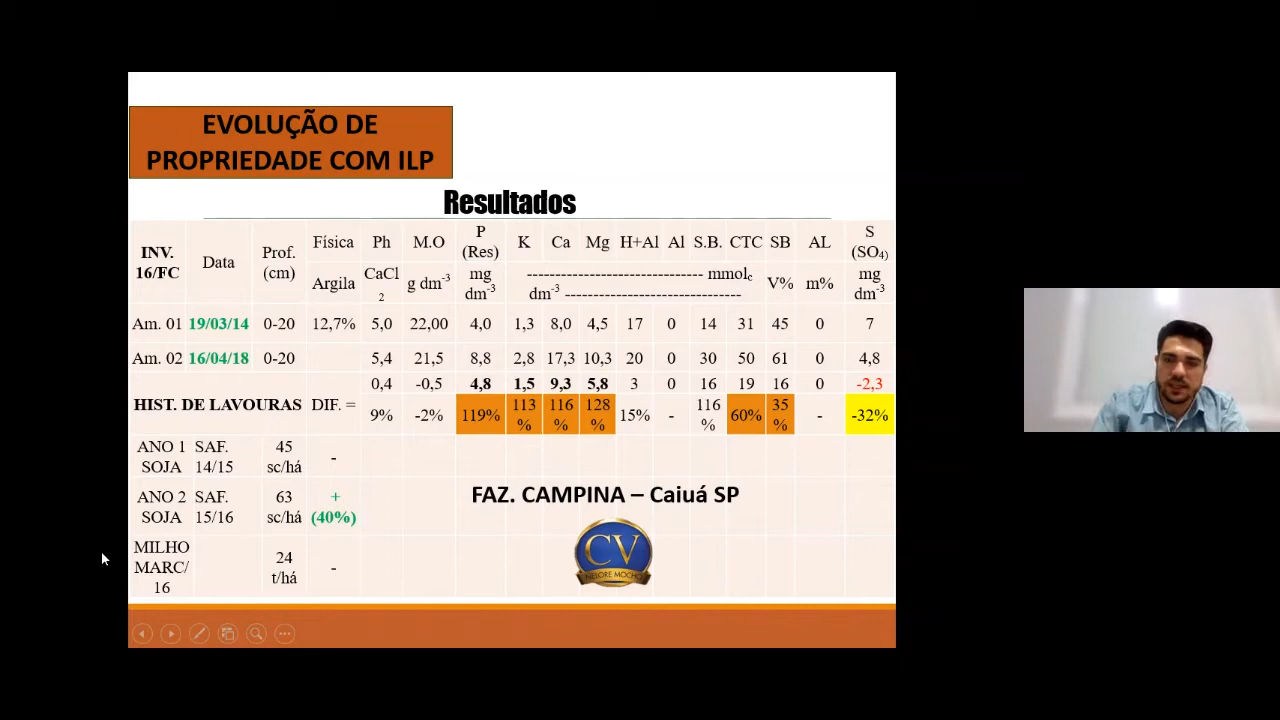 EVOLUÇÃO DE
PROPRIEDADE COM ILP
Resultados
INV. 16/FC Data Prof. (cm) Física Ph M.O P (Res) K Ca Mg H+Al Al S.B. CTC SB AL S (SO₄)
Argila CaCl₂ g dm⁻³ mg dm⁻³ ------------------------------- mmol꜀ dm⁻³ ------------------------------- V% m% mg dm⁻³
Am. 01 19/03/14 0-20 12,7% 5,0 22,00 4,0 1,3 8,0 4,5 17 0 14 31 45 0 7
Am. 02 16/04/18 0-20 5,4 21,5 8,8 2,8 17,3 10,3 20 0 30 50 61 0 4,8
HIST. DE LAVOURAS DIF. = 0,4 -0,5 4,8 1,5 9,3 5,8 3 0 16 19 16 0 -2,3
9% -2% 119% 113 % 116 % 128 % 15% - 116 % 60% 35 % - -32%
ANO 1 SOJA SAF. 14/15 45 sc/há -
ANO 2 SOJA SAF. 15/16 63 sc/há + (40%)
MILHO MARC/ 16 24 t/há -
FAZ. CAMPINA – Caiuá SP
CV
NELORE MOCHO